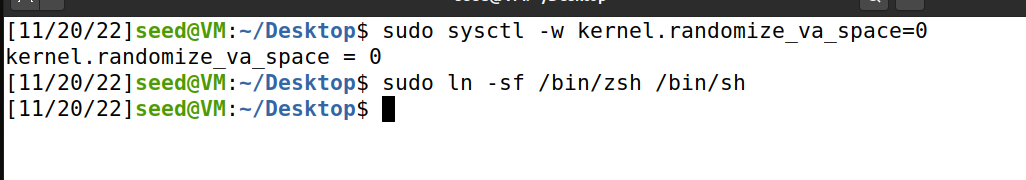 [11/20/22]seed@VM:~/Desktop$ sudo sysctl -w kernel.randomize_va_space=0
kernel.randomize_va_space = 0
[11/20/22]seed@VM:~/Desktop$ sudo ln -sf /bin/zsh /bin/sh
[11/20/22]seed@VM:~/Desktop$